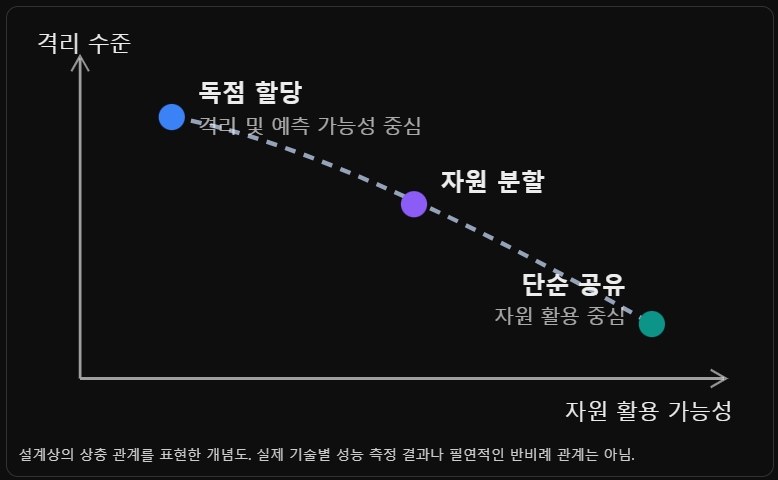 격리 수준
독점 할당
격리 및 예측 가능성 중심
자원 분할
단순 공유
자원 활용 중심
자원 활용 가능성
설계상의 상충 관계를 표현한 개념도. 실제 기술별 성능 측정 결과나 필연적인 반비례 관계는 아님.